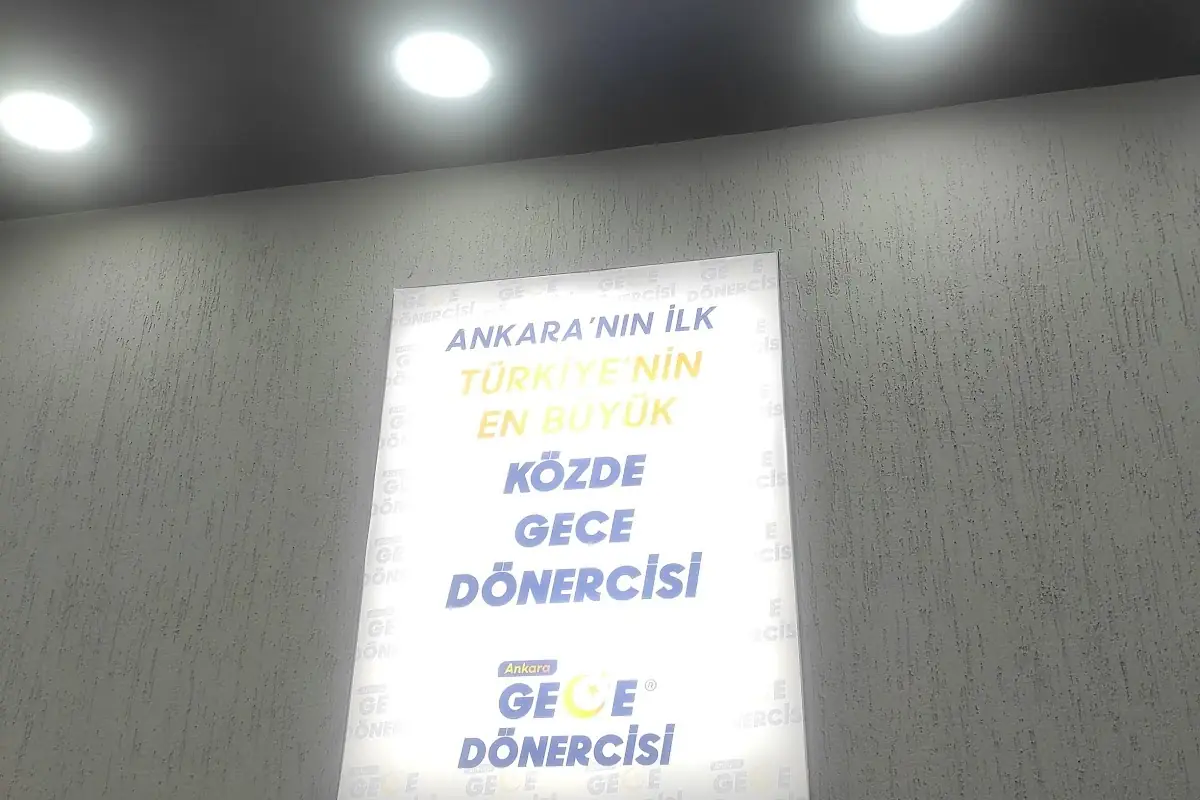 ANKARA'NIN İLK
TÜRKİYE'NİN
EN BÜYÜK
KÖZDE
GECE
DÖNERCİSİ
Ankara
GECE®
DÖNERCİSİ